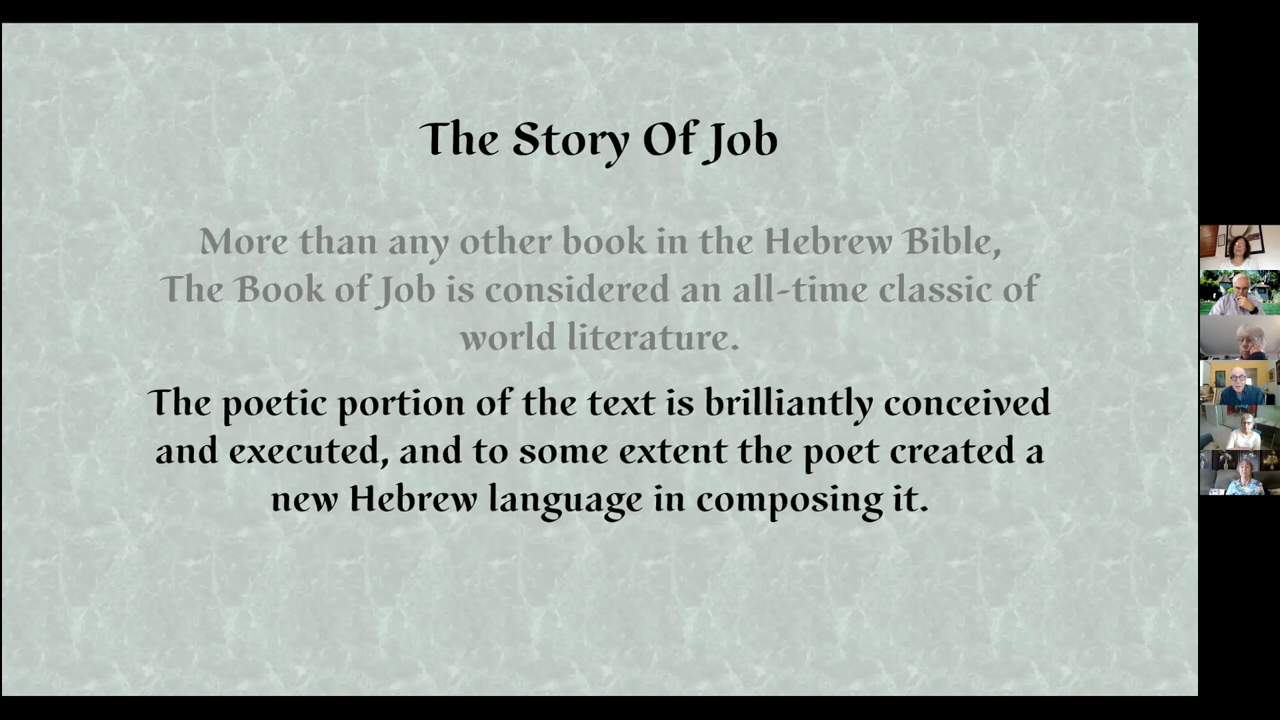 The Story Of Job
More than any other book in the Hebrew Bible,
The Book of Job is considered an all-time classic of
world literature.
The poetic portion of the text is brilliantly conceived
and executed, and to some extent the poet created a
new Hebrew language in composing it.